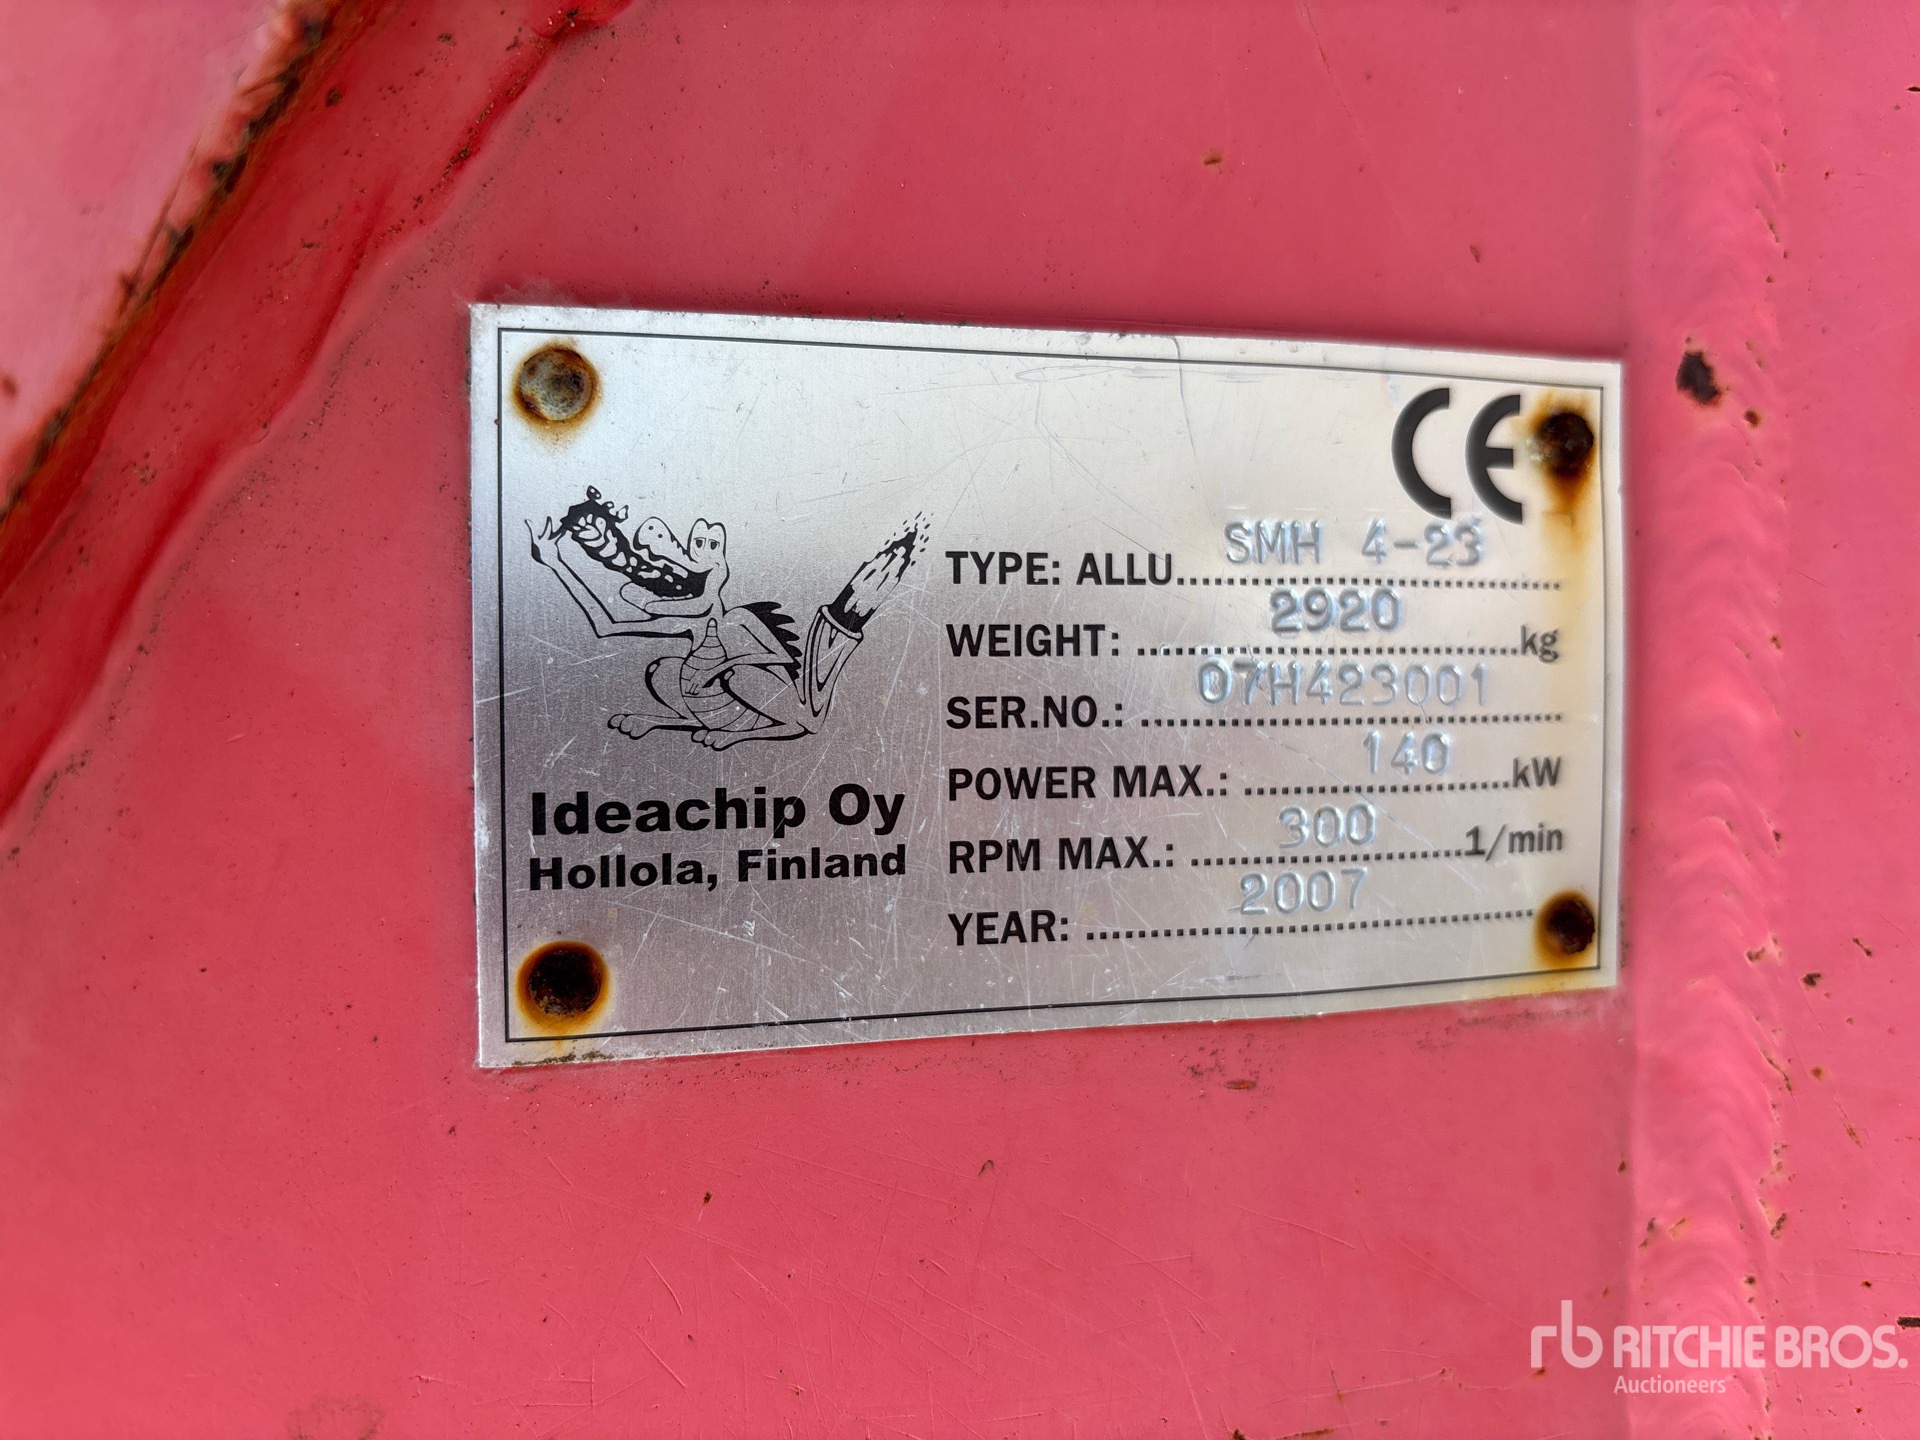 CE
TYPE: ALLU..............................SMH 4-23
WEIGHT: ..............................2920 kg
SER.NO.: ..............................07H423001
POWER MAX.: ....................140 kW
RPM MAX.: ....................300 1/min
YEAR: ..............................2007
Ideachip Oy
Hollola, Finland
rb RITCHIE BROS.
Auctioneers